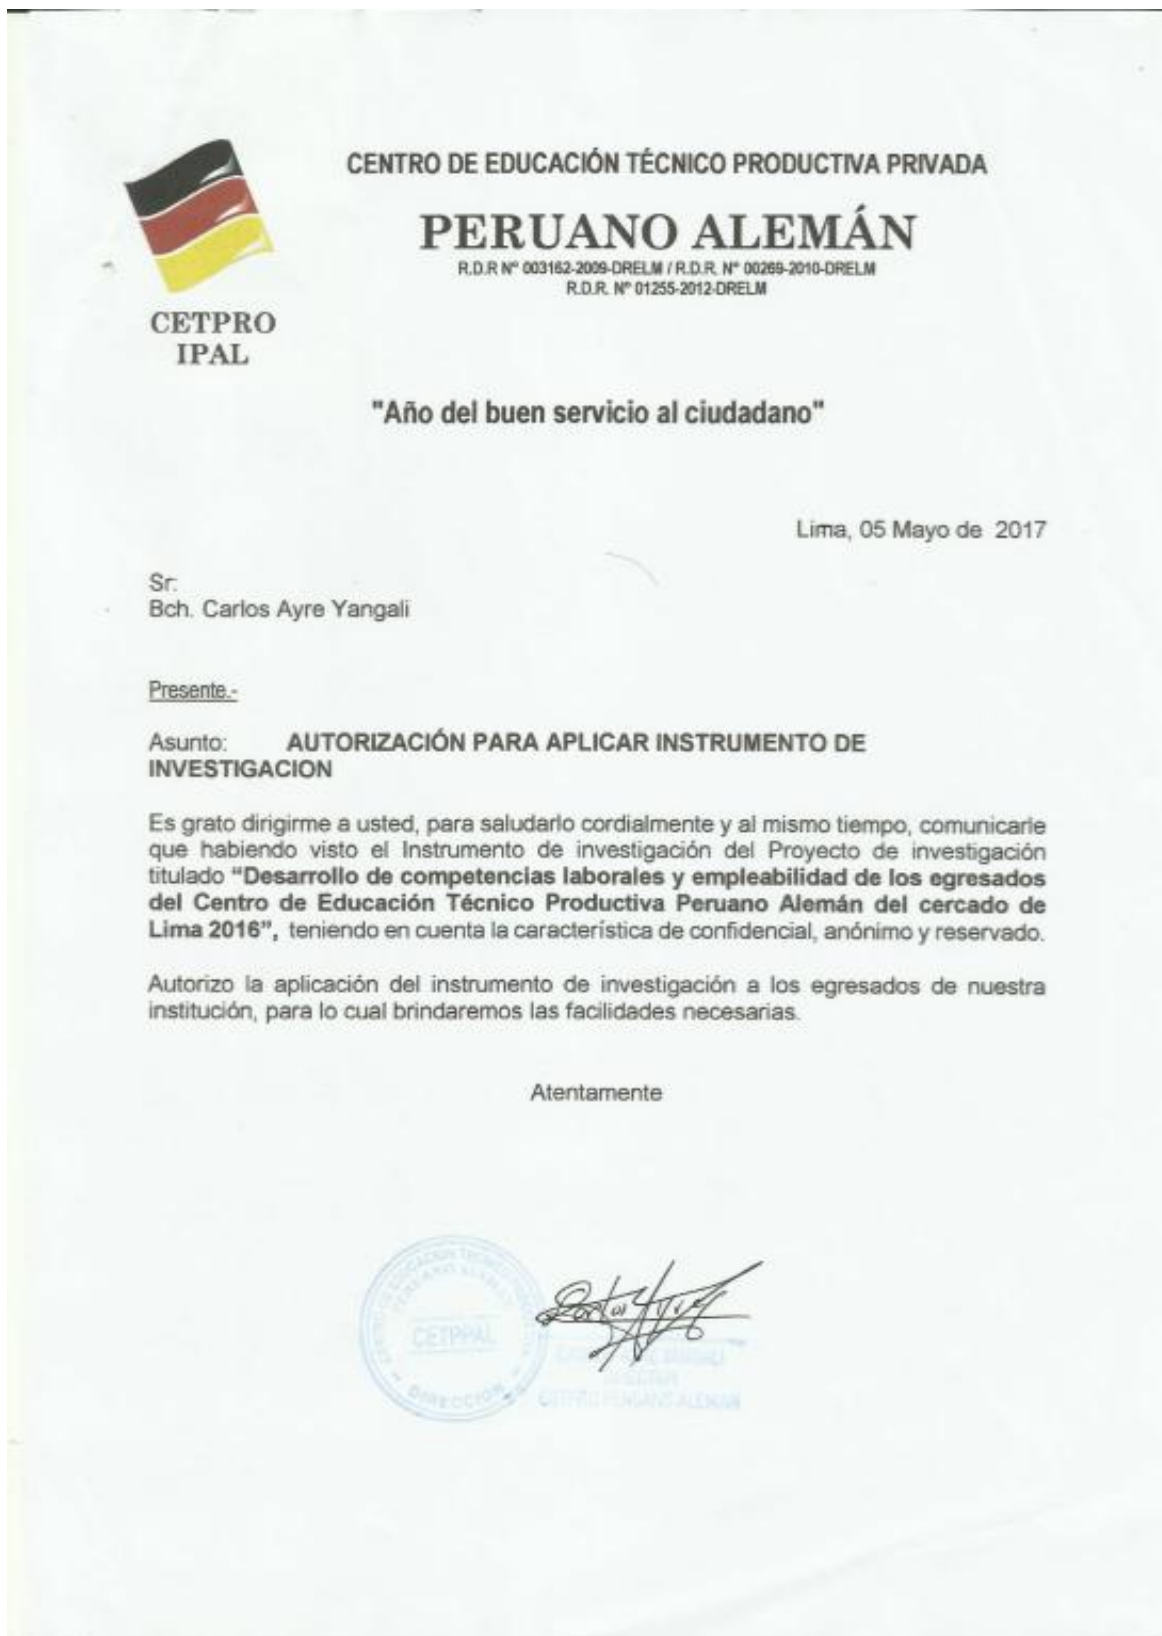 CENTRO DE EDUCACIÓN TÉCNICO PRODUCTIVA PRIVADA
PERUANO ALEMÁN
R.D.R Nº 003162-2009-DRELM / R.D.R. Nº 00269-2010-DRELM
R.D.R. Nº 01255-2012-DRELM
CETPRO
IPAL
"Año del buen servicio al ciudadano"
Lima, 05 Mayo de 2017
Sr.
Bch. Carlos Ayre Yangali
Presente.-
Asunto: AUTORIZACIÓN PARA APLICAR INSTRUMENTO DE
INVESTIGACION
Es grato dirigirme a usted, para saludarlo cordialmente y al mismo tiempo, comunicarle
que habiendo visto el Instrumento de investigación del Proyecto de investigación
titulado “Desarrollo de competencias laborales y empleabilidad de los egresados
del Centro de Educación Técnico Productiva Peruano Alemán del cercado de
Lima 2016”, teniendo en cuenta la característica de confidencial, anónimo y reservado.
Autorizo la aplicación del instrumento de investigación a los egresados de nuestra
institución, para lo cual brindaremos las facilidades necesarias.
Atentamente
PERUANO ALEMAN
CETPPAL
DIRECCION
DIRECTOR